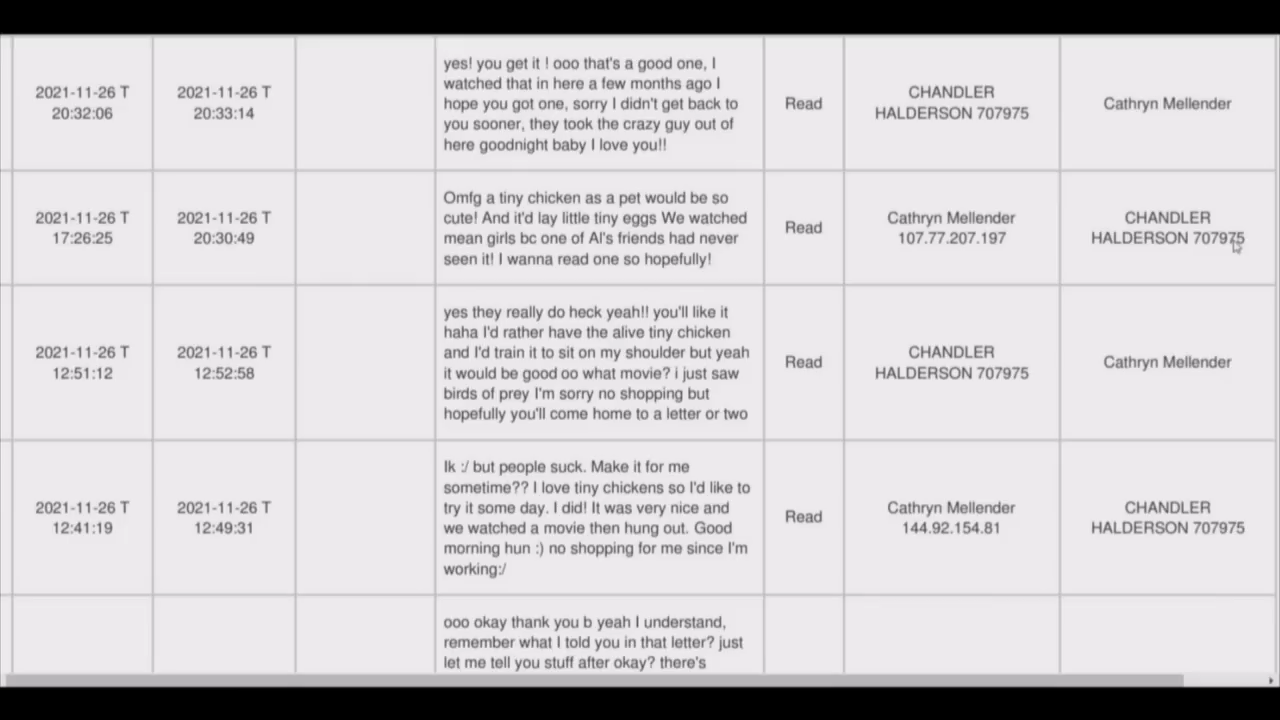 2021-11-26 T
20:32:06
2021-11-26 T
20:33:14
yes! you get it ! ooo that's a good one, I
watched that in here a few months ago I
hope you got one, sorry I didn't get back to
you sooner, they took the crazy guy out of
here goodnight baby I love you!!
Read
CHANDLER
HALDERSON 707975
Cathryn Mellender
2021-11-26 T
17:26:25
2021-11-26 T
20:30:49
Omfg a tiny chicken as a pet would be so
cute! And it'd lay little tiny eggs We watched
mean girls bc one of Al's friends had never
seen it! I wanna read one so hopefully!
Read
Cathryn Mellender
107.77.207.197
CHANDLER
HALDERSON 707975
2021-11-26 T
12:51:12
2021-11-26 T
12:52:58
yes they really do heck yeah!! you'll like it
haha I'd rather have the alive tiny chicken
and I'd train it to sit on my shoulder but yeah
it would be good oo what movie? i just saw
birds of prey I'm sorry no shopping but
hopefully you'll come home to a letter or two
Read
CHANDLER
HALDERSON 707975
Cathryn Mellender
2021-11-26 T
12:41:19
2021-11-26 T
12:49:31
Ik :/ but people suck. Make it for me
sometime?? I love tiny chickens so I'd like to
try it some day. I did! It was very nice and
we watched a movie then hung out. Good
morning hun :) no shopping for me since I'm
working:/
Read
Cathryn Mellender
144.92.154.81
CHANDLER
HALDERSON 707975
ooo okay thank you b yeah I understand,
remember what I told you in that letter? just
let me tell you stuff after okay? there's